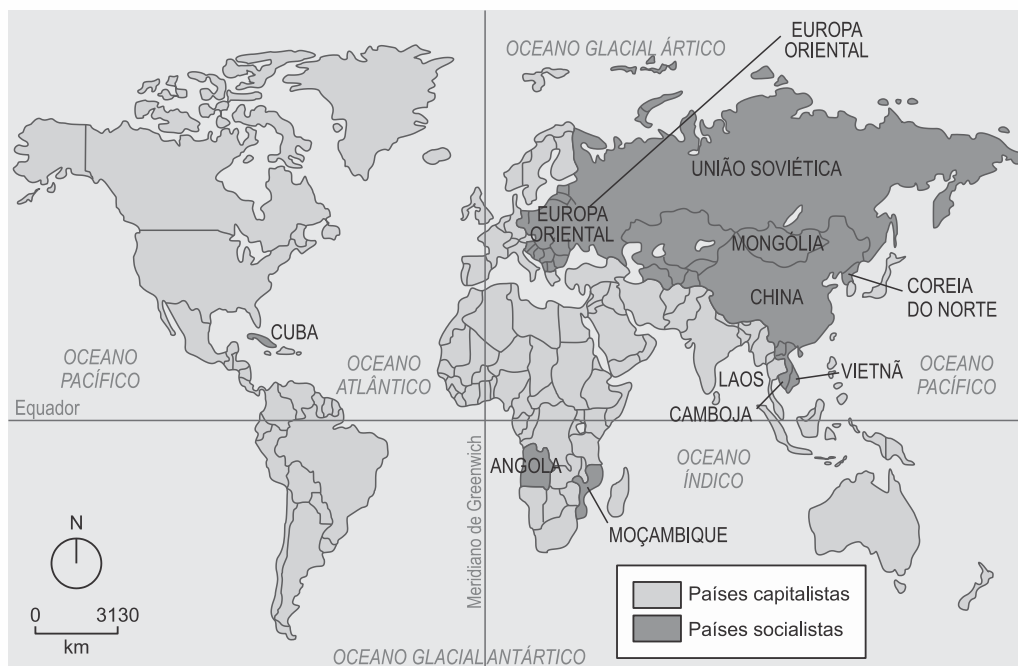 OCEANO GLACIAL ÁRTICO
EUROPA
ORIENTAL
UNIÃO SOVIÉTICA
EUROPA
ORIENTAL
MONGÓLIA
CHINA
COREIA
DO NORTE
CUBA
OCEANO
PACÍFICO
OCEANO
ATLÂNTICO
LAOS
VIETNÃ
OCEANO
PACÍFICO
CAMBOJA
Equador
ANGOLA
OCEANO
ÍNDICO
MOÇAMBIQUE
Meridiano de Greenwich
N
0 3130
km
Países capitalistas
Países socialistas
OCEANO GLACIAL ANTÁRTICO